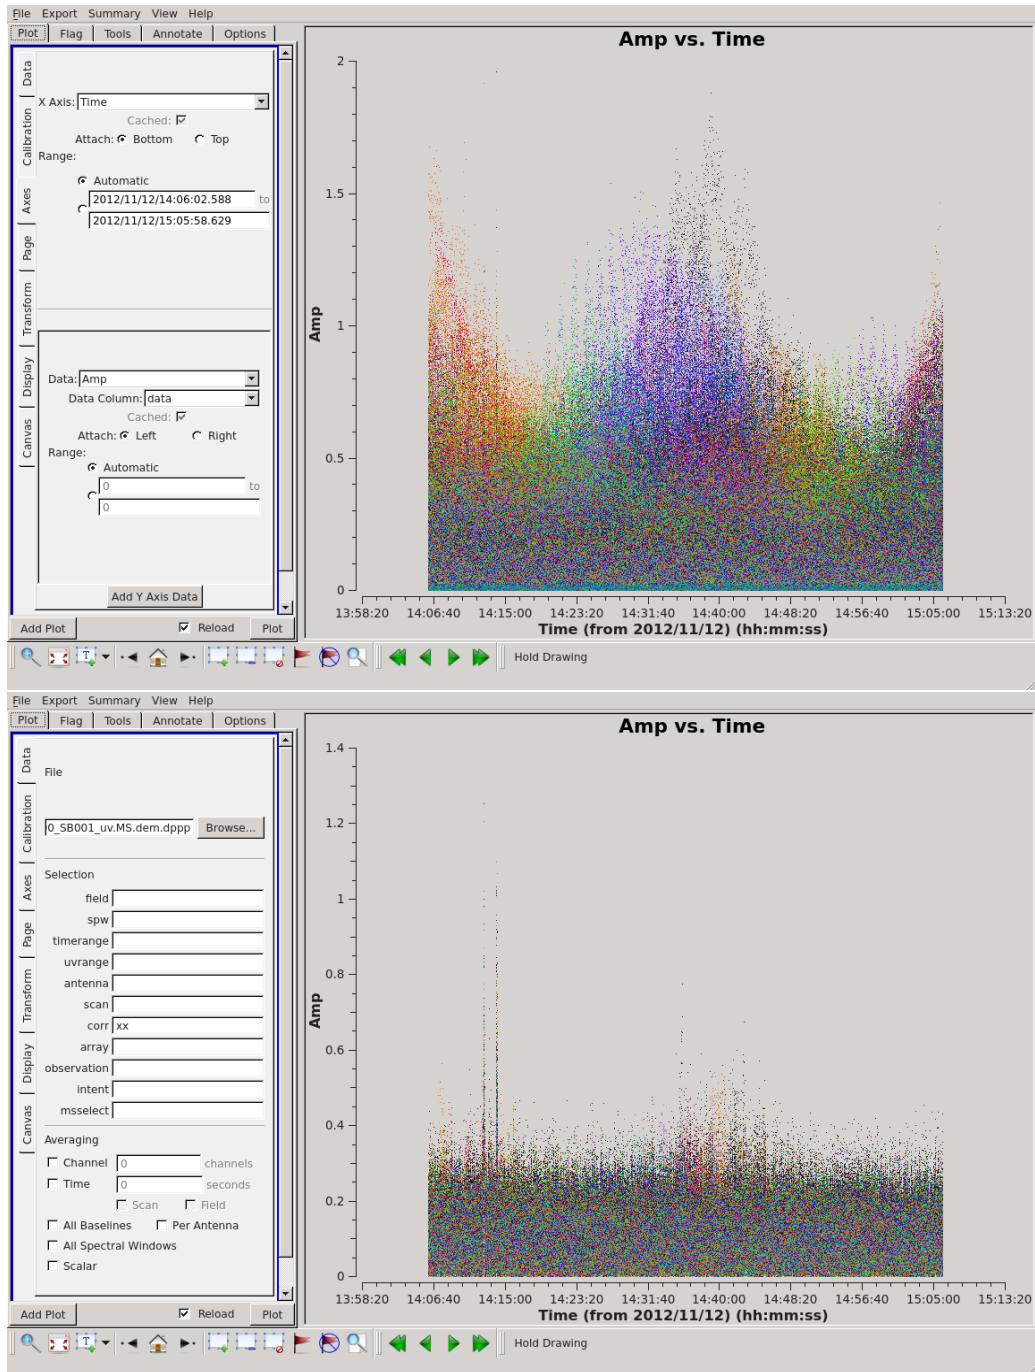 File Export Summary View Help
Plot Flag Tools Annotate Options
Amp vs. Time
Data
Calibration
Axes
Page
Transform
Display
Canvas
X Axis: Time
Cached:
Attach: Bottom Top
Range:
Automatic
2012/11/12/14:06:02.588 to
2012/11/12/15:05:58.629
Data: Amp
Data Column: data
Cached:
Attach: Left Right
Range:
Automatic
0 to
0
Add Y Axis Data
Add Plot Reload Plot
2
1.5
1
0.5
0
Amp
13:58:20 14:06:40 14:15:00 14:23:20 14:31:40 14:40:00 14:48:20 14:56:40 15:05:00 15:13:20
Time (from 2012/11/12) (hh:mm:ss)
T
Hold Drawing
File Export Summary View Help
Plot Flag Tools Annotate Options
Amp vs. Time
Data
Calibration
Axes
Page
Transform
Display
Canvas
File
0_SB001_uv.MS.dem.dppp Browse...
Selection
field
spw
timerange
uvrange
antenna
scan
corr xx
array
observation
intent
msselect
Averaging
Channel 0 channels
Time 0 seconds
Scan Field
All Baselines Per Antenna
All Spectral Windows
Scalar
Add Plot Reload Plot
1.4
1.2
1
0.8
0.6
0.4
0.2
0
Amp
13:58:20 14:06:40 14:15:00 14:23:20 14:31:40 14:40:00 14:48:20 14:56:40 15:05:00 15:13:20
Time (from 2012/11/12) (hh:mm:ss)
T
Hold Drawing